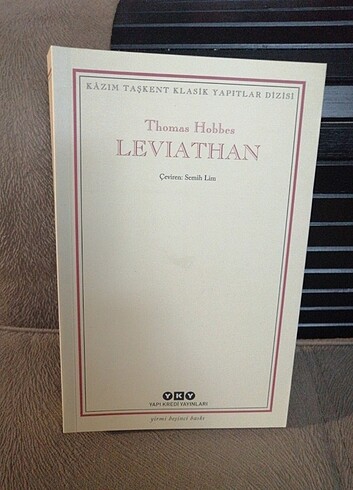 KÂZIM TAŞKENT KLASİK YAPITLAR DİZİSİ
Thomas Hobbes
LEVIATHAN
Çeviren: Semih Lim
YKY
YAPI KREDİ YAYINLARI
yirmi beşinci baskı